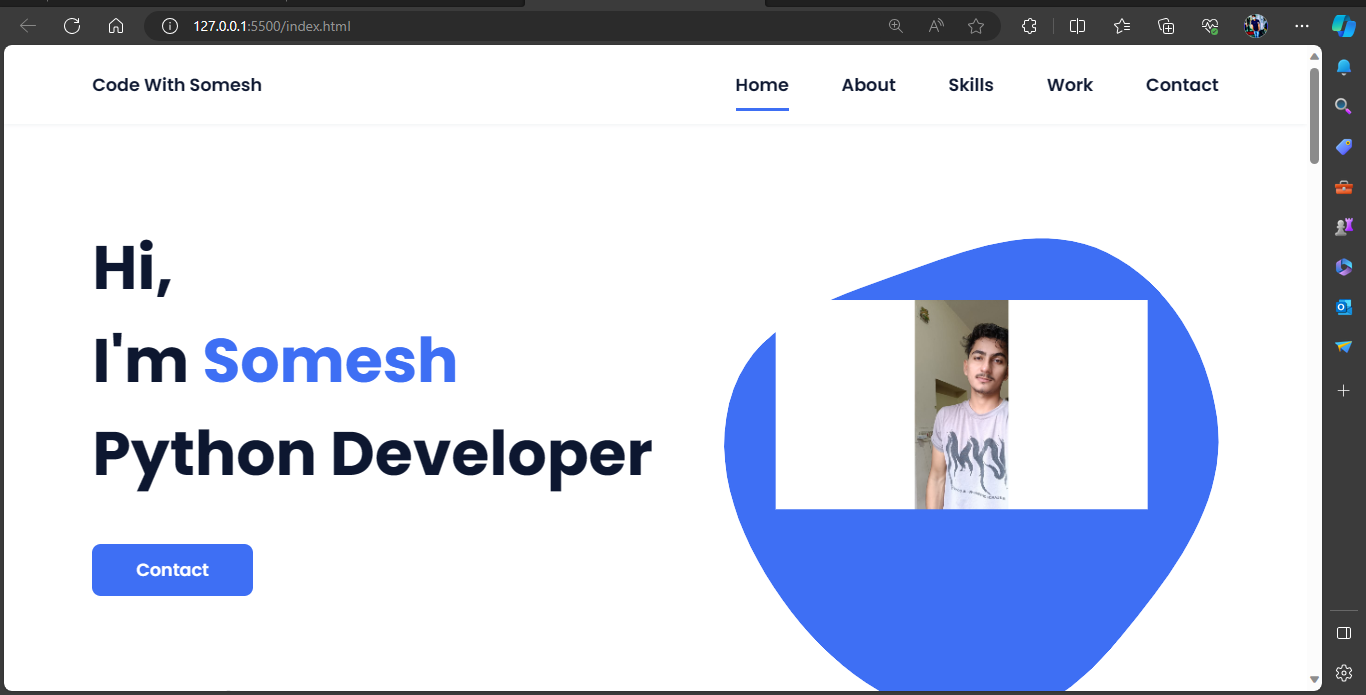 127.0.0.1:5500/index.html
Code With Somesh
Home About Skills Work Contact
Hi,
I'm Somesh
Python Developer
Contact